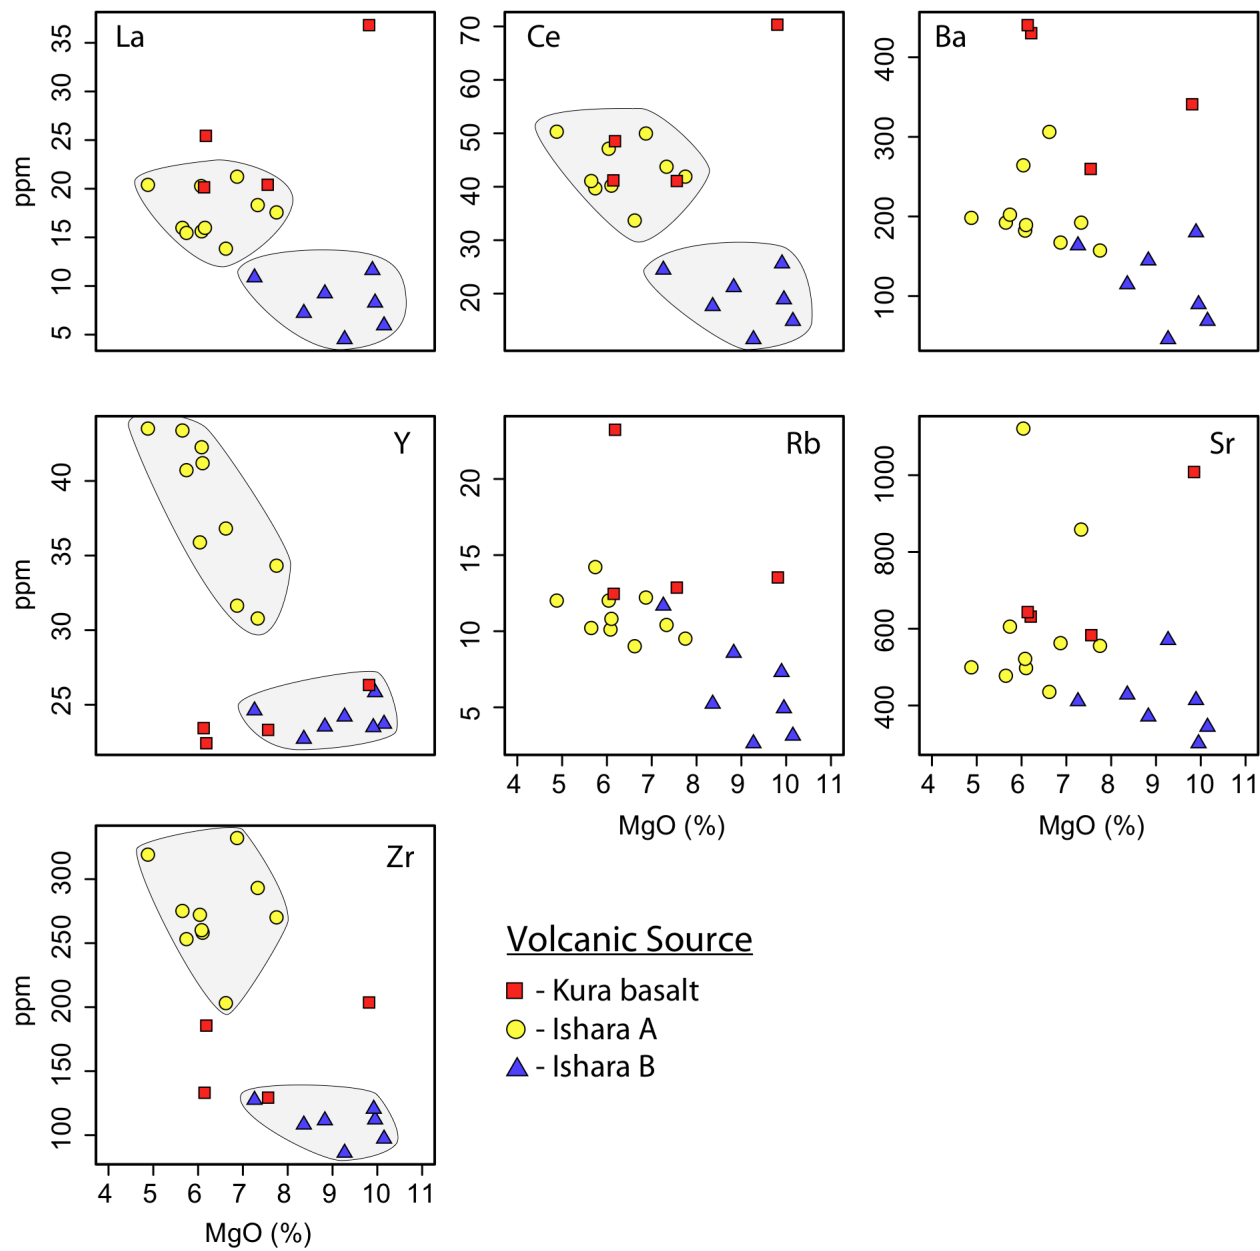 La
35
30
25
20
15
10
5
ppm
Ce
70
60
50
40
30
20
Ba
400
300
200
100
Y
40
35
30
25
ppm
Rb
20
15
10
5
4 5 6 7 8 9 10 11
MgO (%)
Sr
1000
800
600
400
4 5 6 7 8 9 10 11
MgO (%)
Zr
300
250
200
150
100
ppm
4 5 6 7 8 9 10 11
MgO (%)
Volcanic Source
- Kura basalt
- Ishara A
- Ishara B